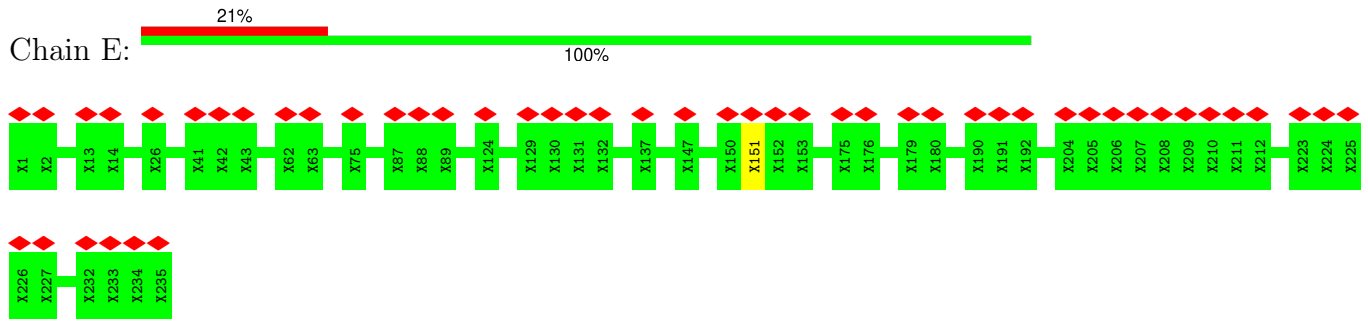 21%
Chain E:
100%
X1 X2 X13 X14 X26 X41 X42 X43 X62 X63 X75 X87 X88 X89 X124 X129 X130 X131 X132 X137 X147 X150 X151 X152 X153 X175 X176 X179 X180 X190 X191 X192 X204 X205 X206 X207 X208 X209 X210 X211 X212 X223 X224 X225
X226 X227 X232 X233 X234 X235